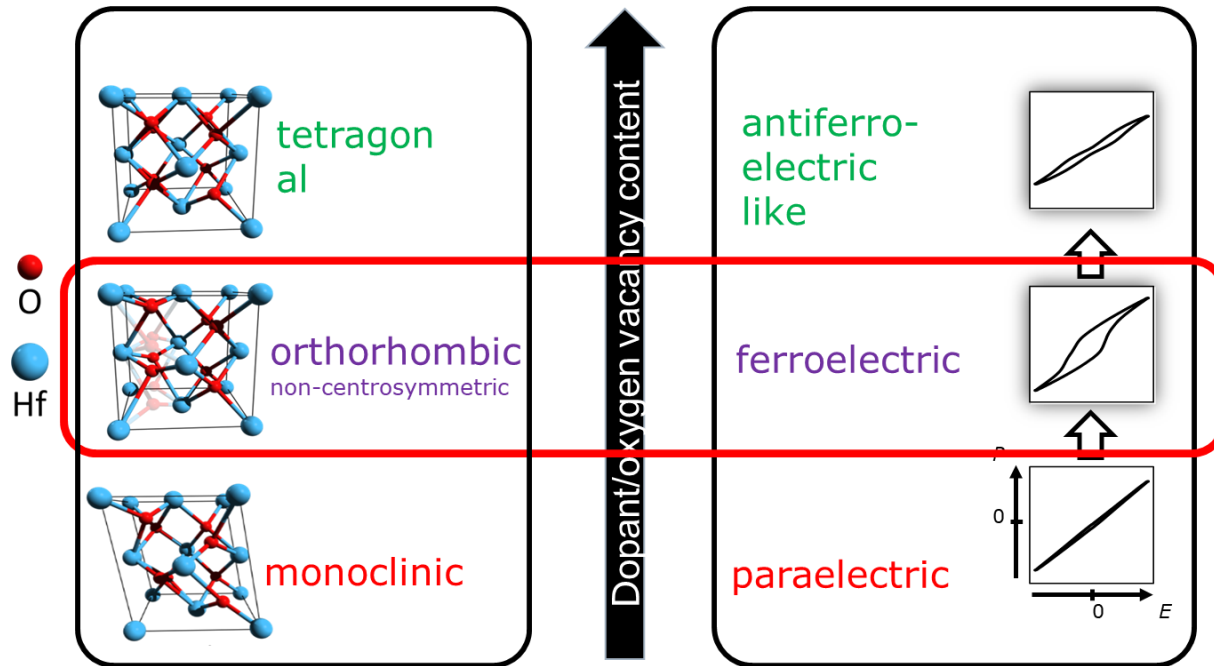 tetragon
al
antiferro-
electric
like
Dopant/oxygen vacancy content
O
Hf
orthorhombic
non-centrosymmetric
ferroelectric
monoclinic
paraelectric
P
0
0
E